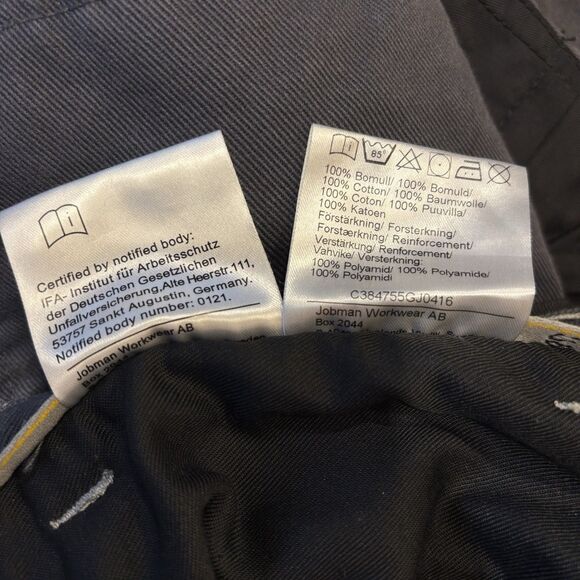 Certified by notified body:
IFA- Institut für Arbeitsschutz
der Deutschen Gesetzlichen
Unfallversicherung,Alte Heerstr.111,
53757 Sankt Augustin, Germany.
Notified body number: 0121.
Jobman Workwear AB
85°
100% Bomull/ 100% Bomuld/
100% Cotton/ 100% Baumwolle/
100% Coton/ 100% Puuvilla/
100% Katoen
Forstärkning/ Forsterkning/
Forstærkning/ Reinforcement/
Verstärkung/ Renforcement/
Vahvike/ Versterkning:
100% Polyamid/ 100% Polyamide/
100% Polyamid
C384755GJ0416
Jobman Workwear AB
Box 2044